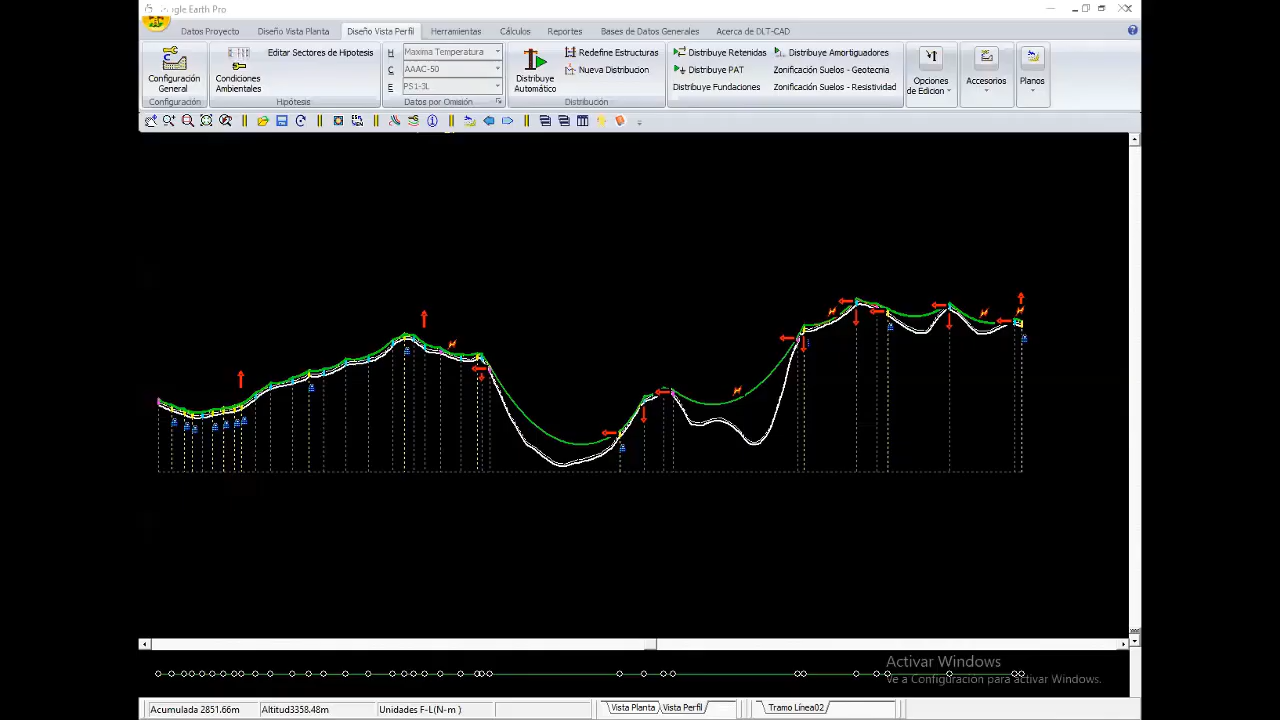 gle Earth Pro
Datos Proyecto Diseño Vista Planta Diseño Vista Perfil Herramientas Cálculos Reportes Bases de Datos Generales Acerca de DLT-CAD
Configuración General
Configuración
Condiciones Ambientales
Editar Sectores de Hipotesis
Hipótesis
H Maxima Temperatura
C AAAC-50
E PS1-3L
Datos por Omisión
Distribuye Automático
Redefine Estructuras
Nueva Distribucion
Distribución
Distribuye Retenidas
Distribuye PAT
Distribuye Fundaciones
Distribuye Amortiguadores
Zonificación Suelos - Geotecnia
Zonificación Suelos - Resistividad
Opciones de Edicion
Accesorios
Planos
Activar Windows
Ve a Configuración para activar Windows.
Acumulada 2851.66m Altitud3358.48m Unidades F-L(N-m ) Vista Planta Vista Perfil Tramo Línea02